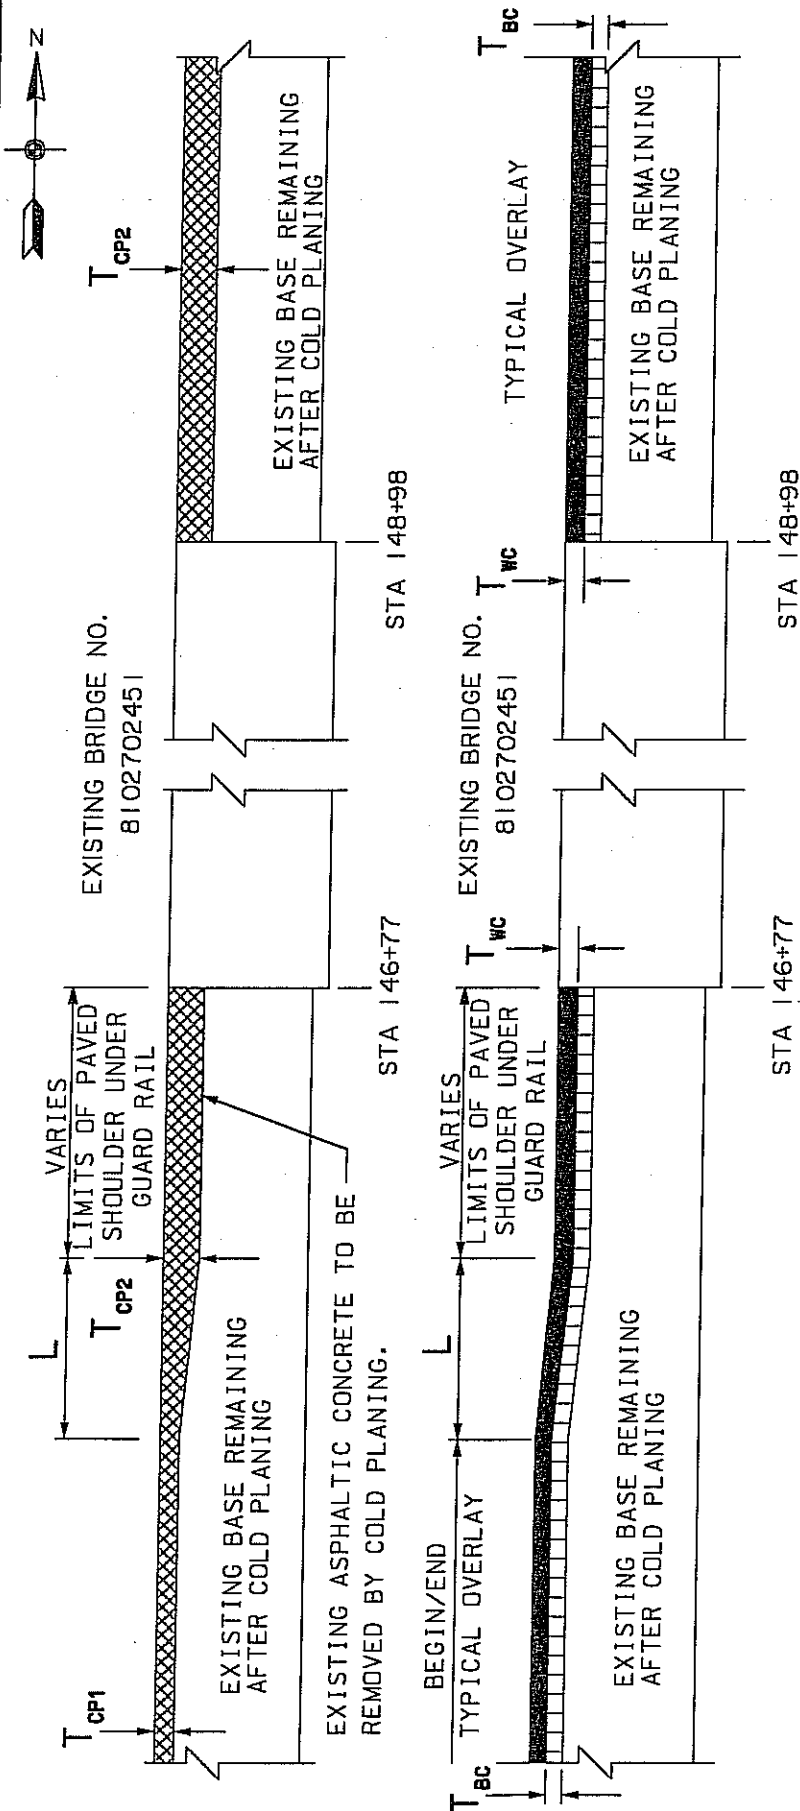 N
EXISTING BRIDGE NO.
8102702451
VARIES
LIMITS OF PAVED
SHOULDER UNDER
GUARD RAIL
L
T CP2
T CP1
T CP2
EXISTING BASE REMAINING
AFTER COLD PLANING
EXISTING BASE REMAINING
AFTER COLD PLANING
EXISTING ASPHALTIC CONCRETE TO BE
REMOVED BY COLD PLANING.
STA 146+77
STA 148+98
EXISTING BRIDGE NO.
8102702451
VARIES
LIMITS OF PAVED
SHOULDER UNDER
GUARD RAIL
L
BEGIN/END
TYPICAL OVERLAY
T BC
T WC
T WC
TYPICAL OVERLAY
T BC
EXISTING BASE REMAINING
AFTER COLD PLANING
EXISTING BASE REMAINING
AFTER COLD PLANING
STA 146+77
STA 148+98